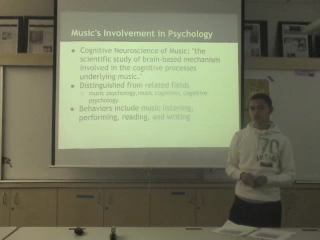 Music's Involvement in Psychology
Cognitive Neuroscience of Music: "the
scientific study of brain-based mechanism
involved in the cognitive processes
underlying music."
Distinguished from related fields
music psychology, music cognition, cognitive
psychology
Behaviors include music listening,
performing, reading, and writing
70